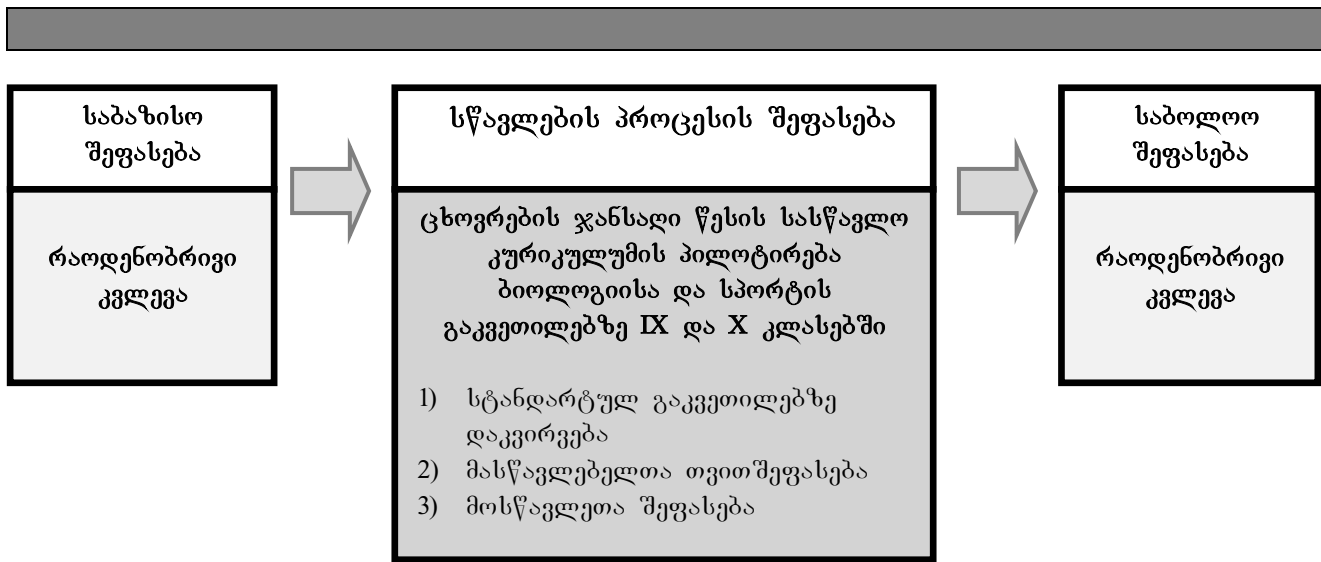 საბაზისო
შეფასება
რაოდენობრივი
კვლევა
სწავლების პროცესის შეფასება
ცხოვრების ჯანსაღი წესის სასწავლო
კურიკულუმის პილოტირება
ბიოლოგიისა და სპორტის
გაკვეთილებზე IX და X კლასებში
1) სტანდარტულ გაკვეთილებზე
დაკვირვება
2) მასწავლებელთა თვითშეფასება
3) მოსწავლეთა შეფასება
საბოლოო
შეფასება
რაოდენობრივი
კვლევა